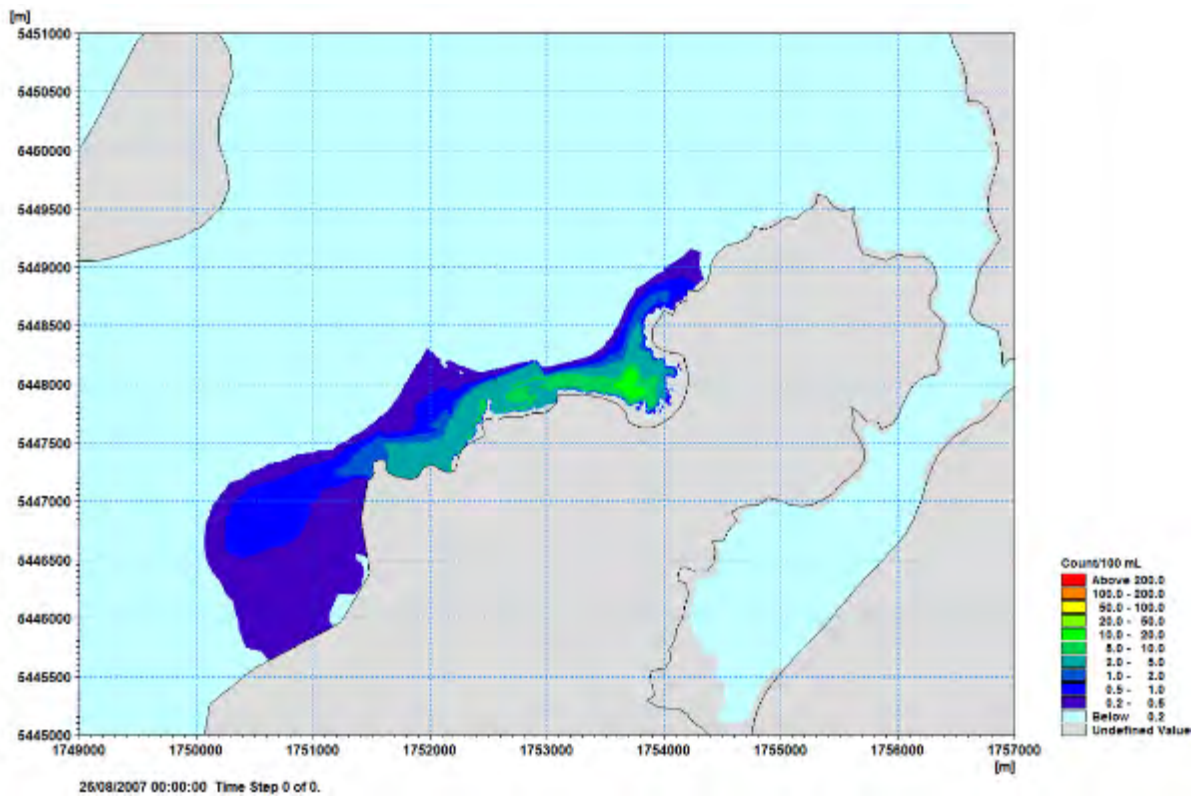 [m]
5451000
5450500
5450000
5449500
5449000
5448500
5448000
5447500
5447000
5446500
5446000
5445500
5445000
1749000 1750000 1751000 1752000 1753000 1754000 1755000 1756000 1757000
[m]
Count/100 mL
Above 200.0
100.0 - 200.0
50.0 - 100.0
20.0 - 50.0
10.0 - 20.0
5.0 - 10.0
2.0 - 5.0
1.0 - 2.0
0.5 - 1.0
0.2 - 0.5
Below 0.2
Undefined Value
25/08/2007 00:00:00 Time Step 0 of 0.